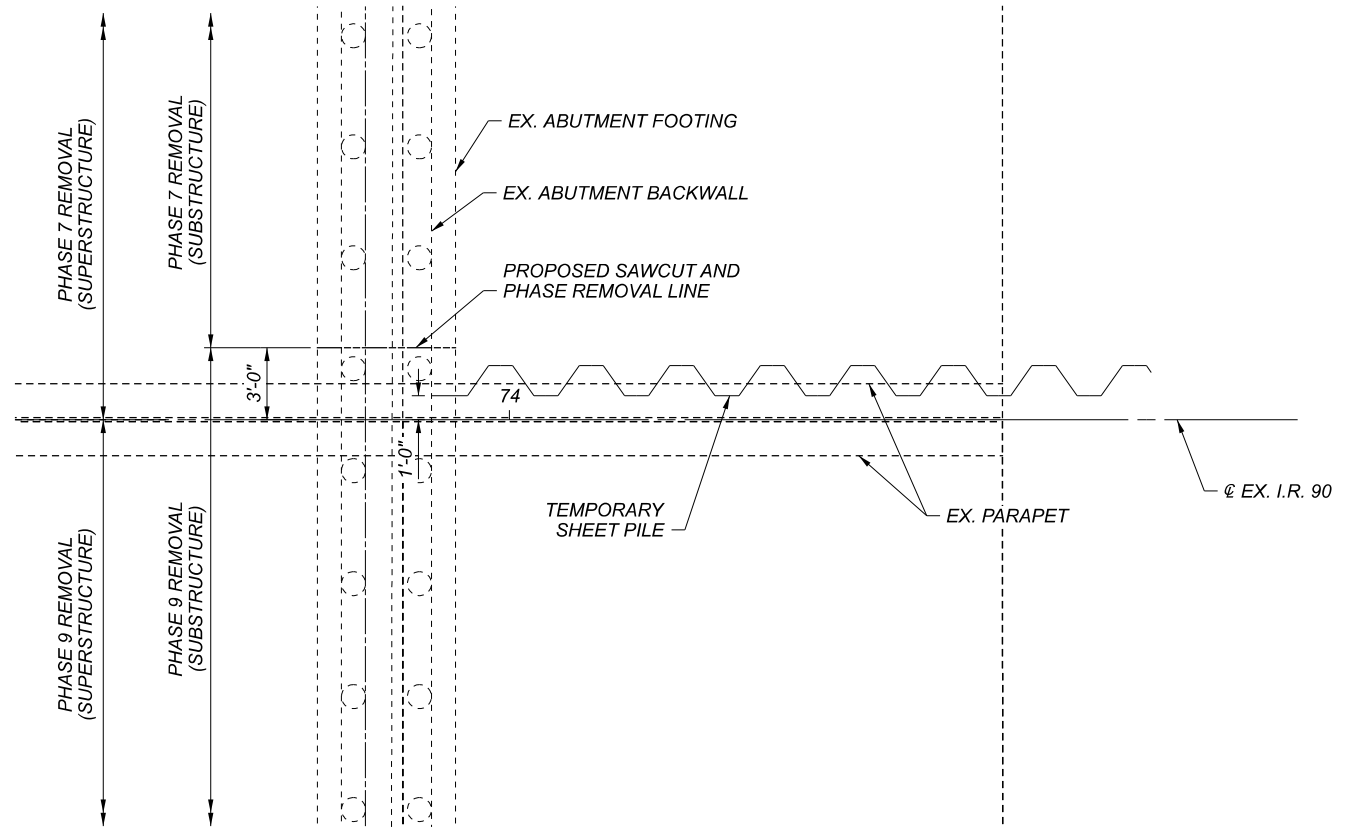 PHASE 7 REMOVAL
(SUPERSTRUCTURE)
PHASE 7 REMOVAL
(SUBSTRUCTURE)
EX. ABUTMENT FOOTING
EX. ABUTMENT BACKWALL
PROPOSED SAWCUT AND
PHASE REMOVAL LINE
3'-0"
74
1'-0"
TEMPORARY
SHEET PILE
EX. PARAPET
℄ EX. I.R. 90
PHASE 9 REMOVAL
(SUPERSTRUCTURE)
PHASE 9 REMOVAL
(SUBSTRUCTURE)